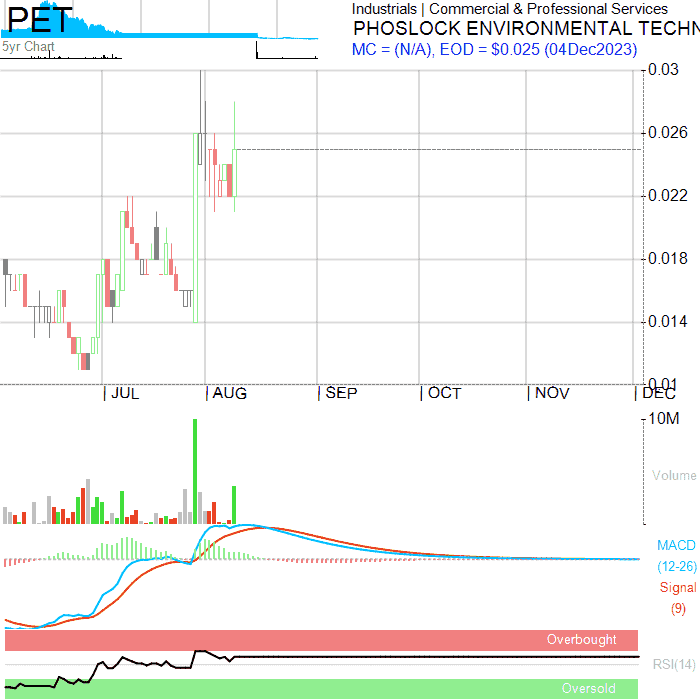 PET
5yr Chart
Industrials | Commercial & Professional Services
PHOSLOCK ENVIRONMENTAL TECHN
MC = (N/A), EOD = $0.025 (04Dec2023)
0.03
0.026
0.022
0.018
0.014
0.01
| JUL | AUG | SEP | OCT | NOV | DEC
10M
Volume
MACD
(12-26)
Signal
(9)
Overbought
RSI(14)
Oversold